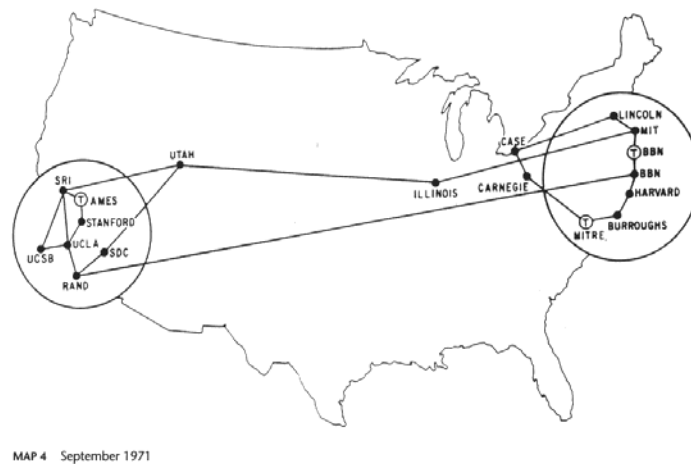 LINCOLN
MIT
CASE
T BBN
UTAH
BBN
SRI
ILLINOIS
CARNEGIE
T AMES
HARVARD
STANFORD
T
MITRE
BURROUGHS
UCLA
UCSB
SDC
RAND
MAP 4 September 1971